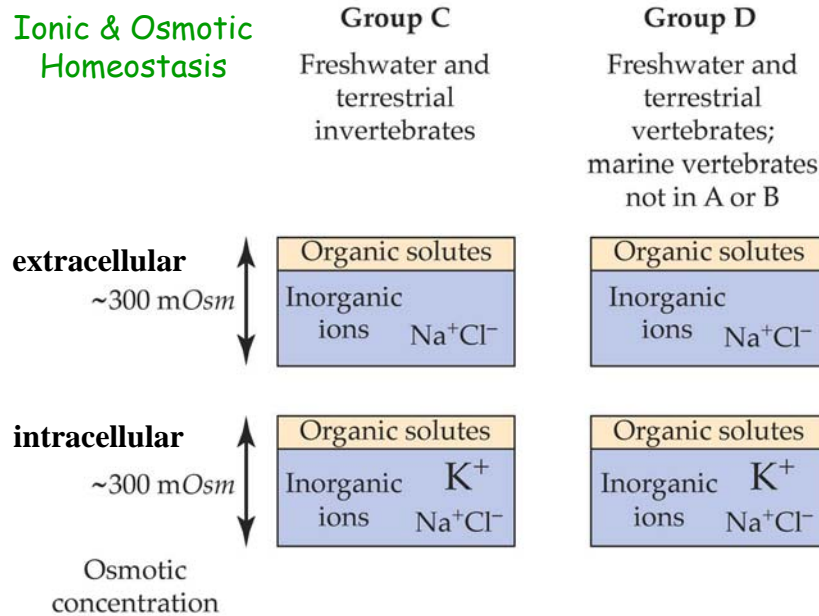 Ionic & Osmotic
Homeostasis
Group C
Freshwater and
terrestrial
invertebrates
Group D
Freshwater and
terrestrial
vertebrates;
marine vertebrates
not in A or B
extracellular
~300 mOsm
Organic solutes
Inorganic
ions Na⁺Cl⁻
Organic solutes
Inorganic
ions Na⁺Cl⁻
intracellular
~300 mOsm
Organic solutes
Inorganic K⁺
ions Na⁺Cl⁻
Organic solutes
Inorganic K⁺
ions Na⁺Cl⁻
Osmotic
concentration